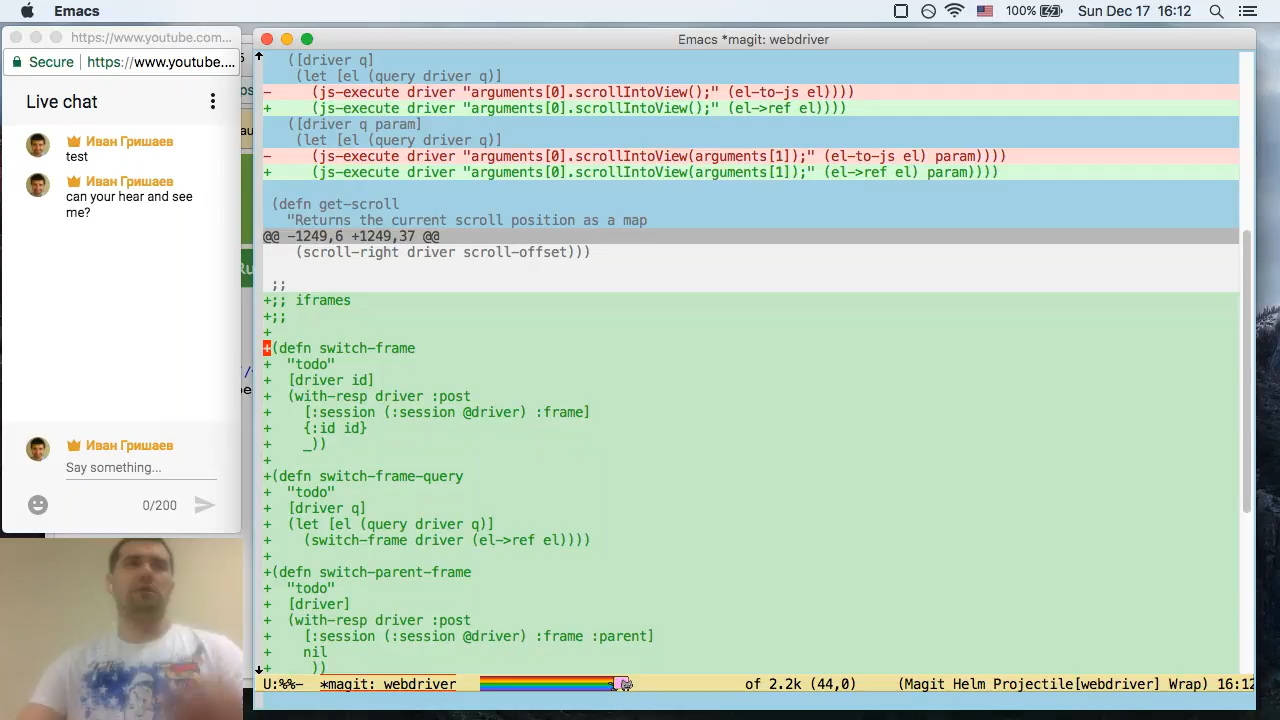 Emacs
100%
Sun Dec 17 16:12
https://www.youtube.com...
Secure
https://www.youtube....
Live chat
Иван Гришаев
test
Иван Гришаев
can your hear and see
me?
Иван Гришаев
Say something...
0/200
Emacs *magit: webdriver
([driver q]
(let [el (query driver q)]
- (js-execute driver "arguments[0].scrollIntoView();" (el-to-js el))))
+ (js-execute driver "arguments[0].scrollIntoView();" (el->ref el))))
([driver q param]
(let [el (query driver q)]
- (js-execute driver "arguments[0].scrollIntoView(arguments[1]);" (el-to-js el) param))))
+ (js-execute driver "arguments[0].scrollIntoView(arguments[1]);" (el->ref el) param))))
(defn get-scroll
"Returns the current scroll position as a map
@@ -1249,6 +1249,37 @@
(scroll-right driver scroll-offset)))
;;
+;; iframes
+;;
+
+(defn switch-frame
+ "todo"
+ [driver id]
+ (with-resp driver :post
+ [:session (:session @driver) :frame]
+ {:id id}
+ _))
+
+(defn switch-frame-query
+ "todo"
+ [driver q]
+ (let [el (query driver q)]
+ (switch-frame driver (el->ref el))))
+
+(defn switch-parent-frame
+ "todo"
+ [driver]
+ (with-resp driver :post
+ [:session (:session @driver) :frame :parent]
+ nil
+ _))
U:%%- *magit: webdriver of 2.2k (44,0) (Magit Helm Projectile[webdriver] Wrap) 16:12